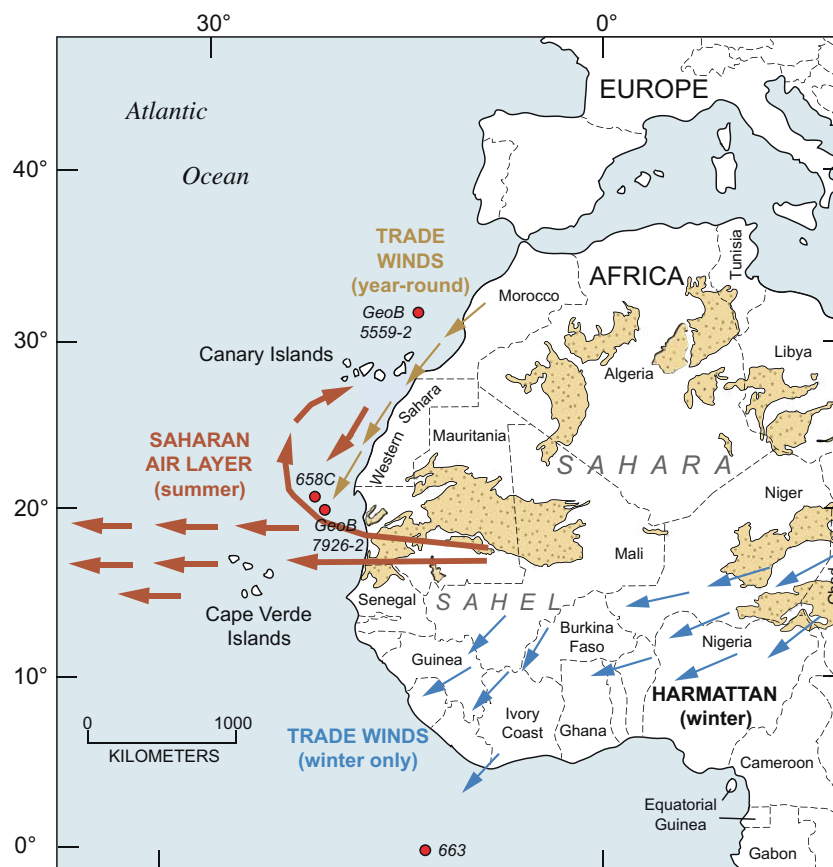 30°
0°
EUROPE
Atlantic
Ocean
40°
TRADE
WINDS
(year-round)
AFRICA
Tunisia
Morocco
GeoB
5559-2
30°
Canary Islands
Algeria
Libya
Western Sahara
Mauritania
SAHARAN
AIR LAYER
(summer)
SAHARA
658C
20°
GeoB
7926-2
Niger
Mali
Senegal
SAHEL
Cape Verde
Islands
Burkina
Faso
Nigeria
Guinea
10°
HARMATTAN
(winter)
0
1000
KILOMETERS
TRADE WINDS
(winter only)
Ivory
Coast
Ghana
Cameroon
Equatorial
Guinea
0°
663
Gabon